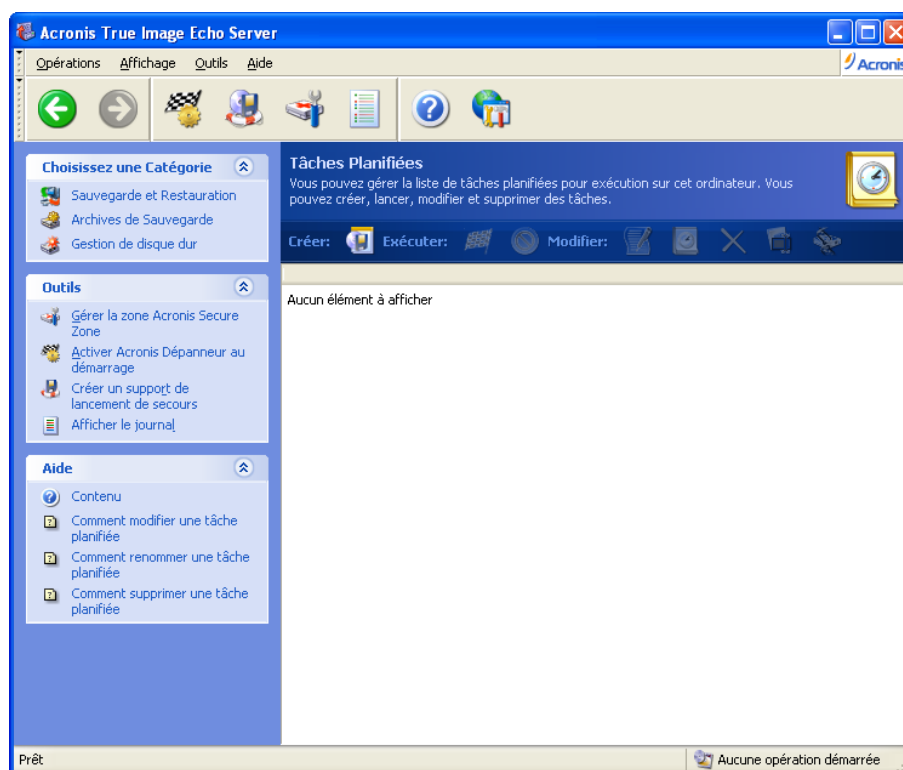 Acronis True Image Echo Server
Opérations Affichage Outils Aide
Acronis
Choisissez une Catégorie
Sauvegarde et Restauration
Archives de Sauvegarde
Gestion de disque dur
Outils
Gérer la zone Acronis Secure
Zone
Activer Acronis Dépanneur au
démarrage
Créer un support de
lancement de secours
Afficher le journal
Aide
Contenu
Comment modifier une tâche
planifiée
Comment renommer une tâche
planifiée
Comment supprimer une tâche
planifiée
Tâches Planifiées
Vous pouvez gérer la liste de tâches planifiées pour exécution sur cet ordinateur. Vous
pouvez créer, lancer, modifier et supprimer des tâches.
Créer: Exécuter: Modifier:
Aucun élément à afficher
Prêt
Aucune opération démarrée